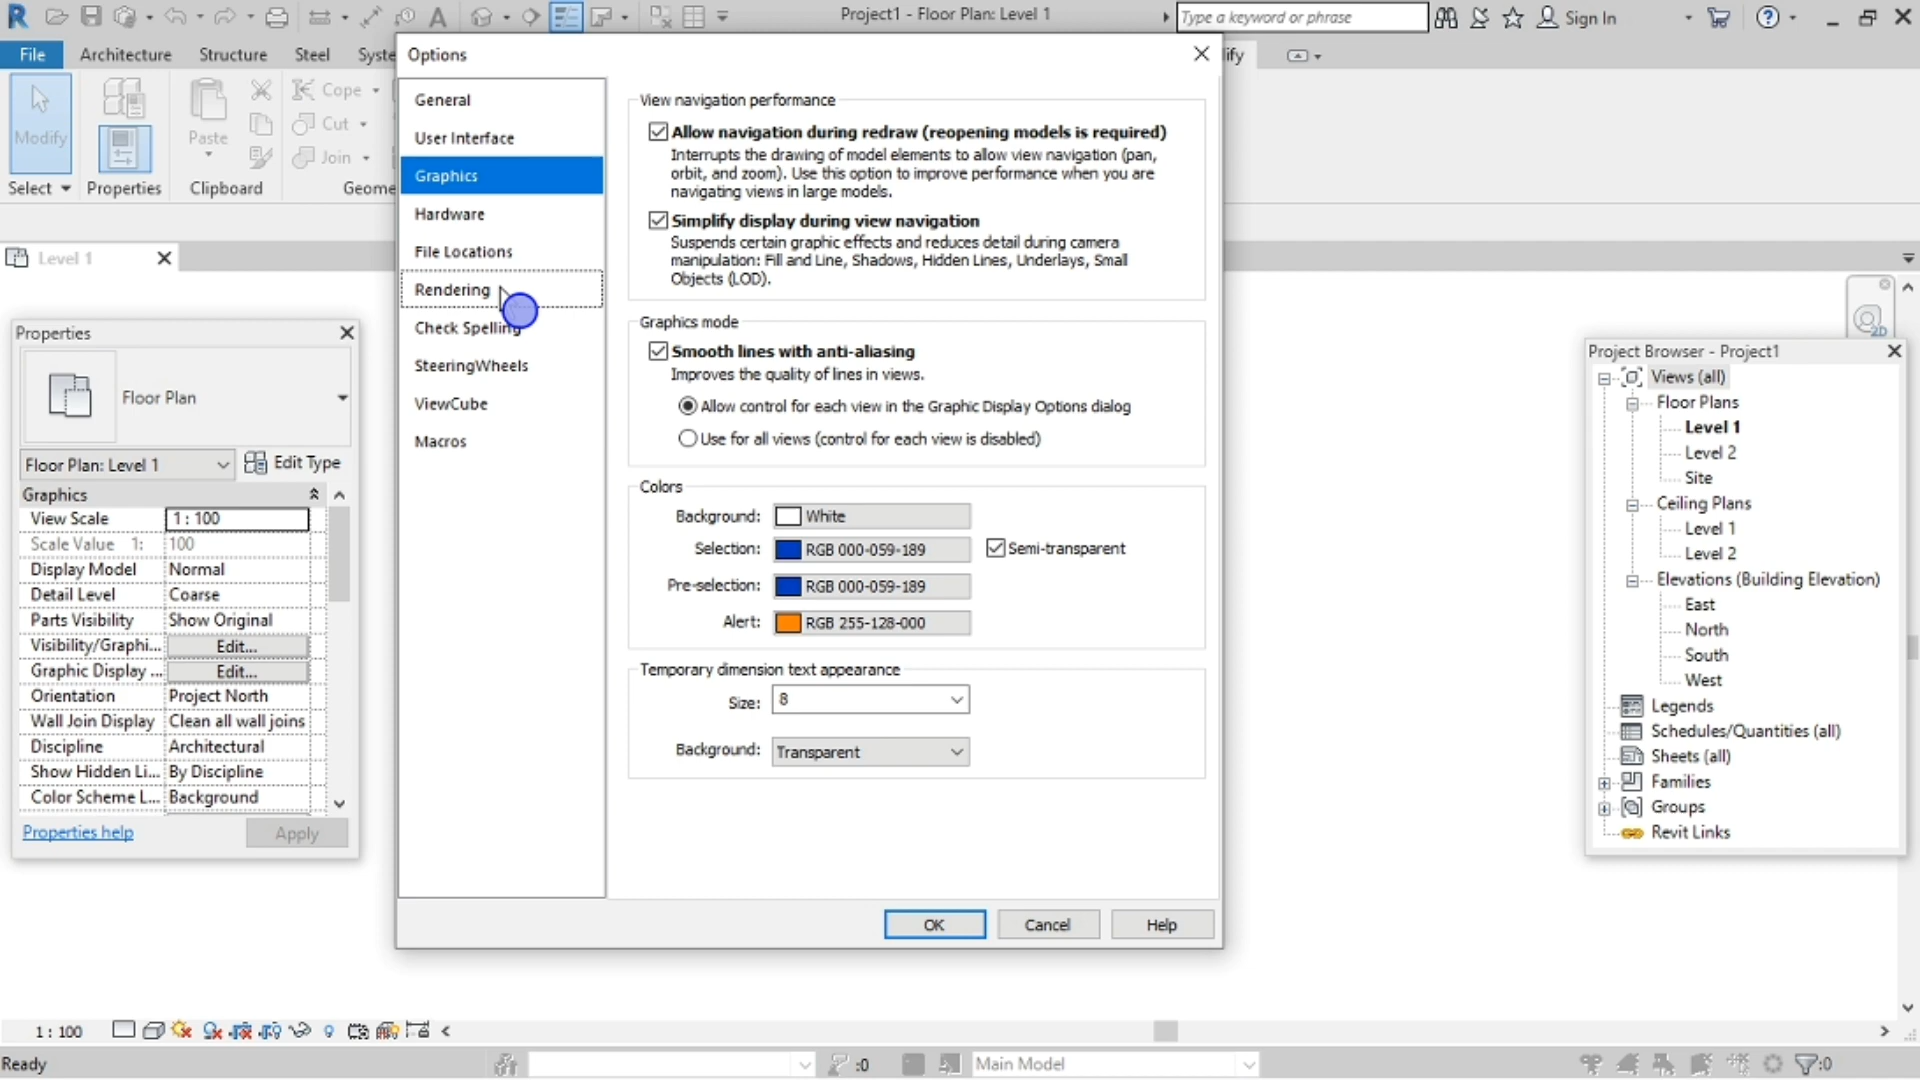 Project1 - Floor Plan: Level 1
Type a keyword or phrase
Sign In
File
Architecture
Structure
Steel
Syste
ify
Modify
Paste
Cope
Cut
Join
Select
Properties
Clipboard
Geome
Level 1
Options
General
User Interface
Graphics
Hardware
File Locations
Rendering
Check Spelling
SteeringWheels
ViewCube
Macros
View navigation performance
Allow navigation during redraw (reopening models is required)
Interrupts the drawing of model elements to allow view navigation (pan,
orbit, and zoom). Use this option to improve performance when you are
navigating views in large models.
Simplify display during view navigation
Suspends certain graphic effects and reduces detail during camera
manipulation: Fill and Line, Shadows, Hidden Lines, Underlays, Small
Objects (LOD).
Graphics mode
Smooth lines with anti-aliasing
Improves the quality of lines in views.
Allow control for each view in the Graphic Display Options dialog
Use for all views (control for each view is disabled)
Colors
Background: White
Selection: RGB 000-059-189 Semi-transparent
Pre-selection: RGB 000-059-189
Alert: RGB 255-128-000
Temporary dimension text appearance
Size: 8
Background: Transparent
OK
Cancel
Help
Properties
Floor Plan
Floor Plan: Level 1
Edit Type
Graphics
View Scale 1 : 100
Scale Value 1: 100
Display Model Normal
Detail Level Coarse
Parts Visibility Show Original
Visibility/Graphi... Edit...
Graphic Display ... Edit...
Orientation Project North
Wall Join Display Clean all wall joins
Discipline Architectural
Show Hidden Li... By Discipline
Color Scheme L... Background
Properties help
Apply
2D
Project Browser - Project1
Views (all)
Floor Plans
Level 1
Level 2
Site
Ceiling Plans
Level 1
Level 2
Elevations (Building Elevation)
East
North
South
West
Legends
Schedules/Quantities (all)
Sheets (all)
Families
Groups
Revit Links
1 : 100
Ready
:0
Main Model
:0